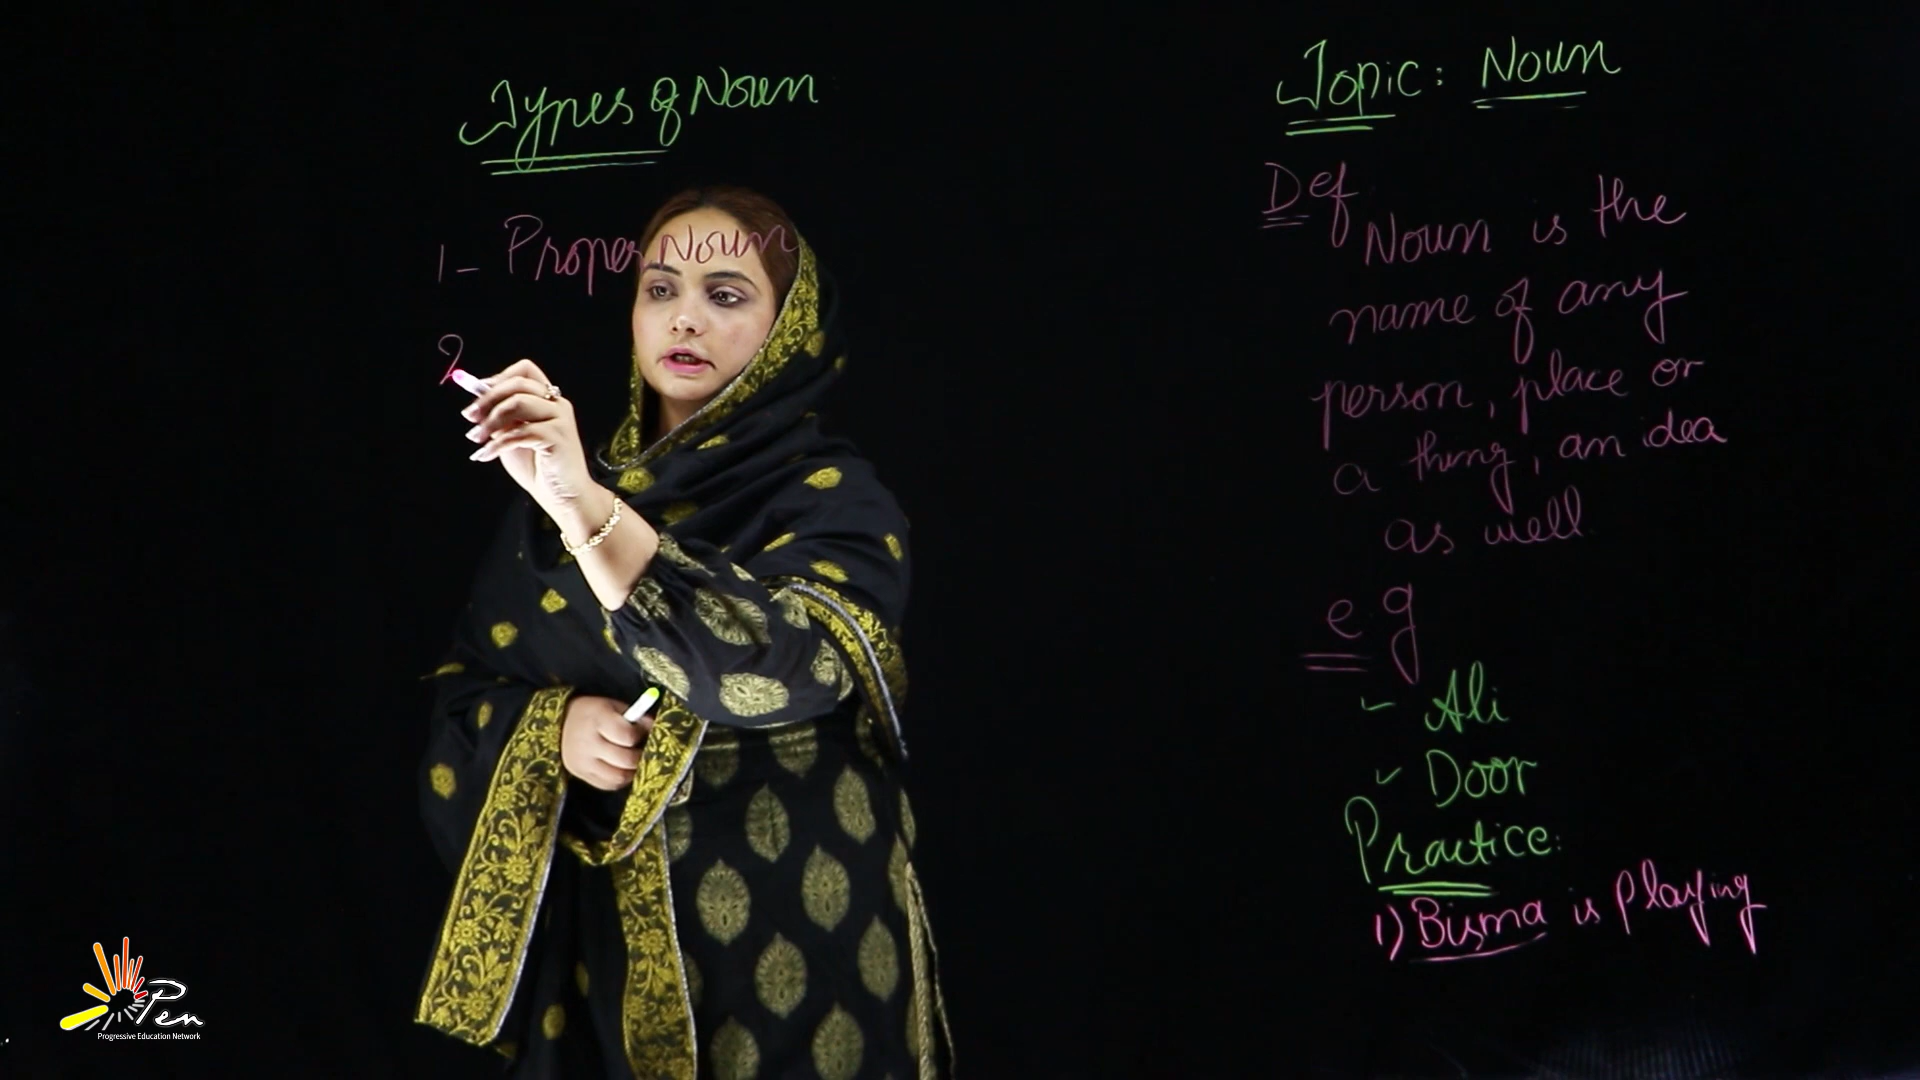 Types of Noun
1- Proper Noun
2
Topic: Noun
Def
Noun is the
name of any
person, place or
a thing, an idea
as well
eg
Ali
Door
Practice:
1) Bisma is Playing
Pen
Progressive Education Network